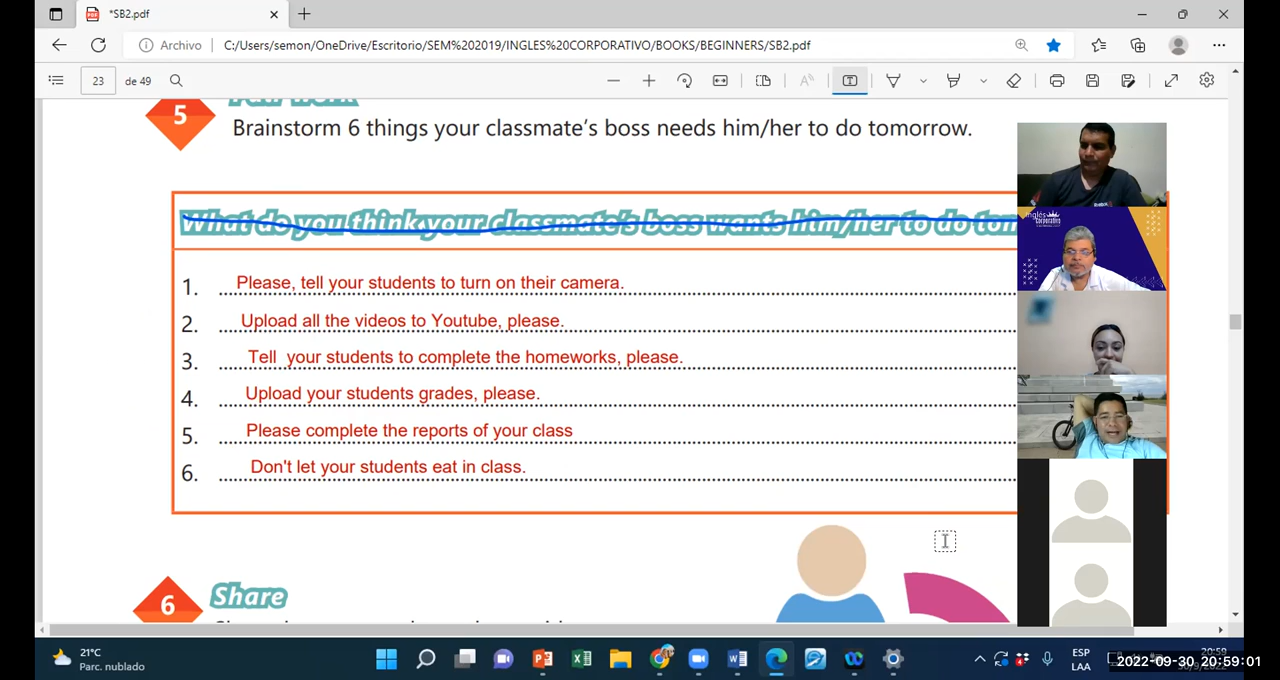 *SB2.pdf
Archivo
C:/Users/semon/OneDrive/Escritorio/SEM%202019/INGLES%20CORPORATIVO/BOOKS/BEGINNERS/SB2.pdf
23 de 49
5
Brainstorm 6 things your classmate's boss needs him/her to do tomorrow.
What do you thinkyour classmate's boss wants him/her to do
1. Please, tell your students to turn on their camera.
2. Upload all the videos to Youtube, please.
3. Tell your students to complete the homeworks, please.
4. Upload your students grades, please.
5. Please complete the reports of your class
6. Don't let your students eat in class.
inglés corporativo
6 Share
21°C
Parc. nublado
ESP
LAA
20:59
2022-09-30, 20:59:01